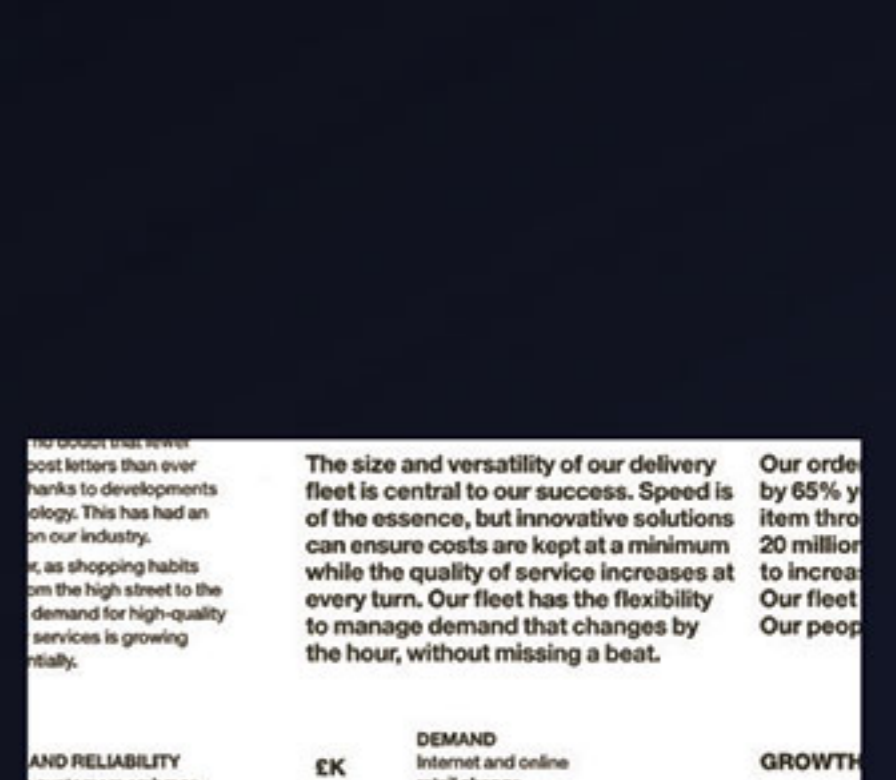 no doubt that fewer
post letters than ever
hanks to developments
ology. This has had an
on our industry.
r, as shopping habits
om the high street to the
demand for high-quality
services is growing
ntially.
AND RELIABILITY
The size and versatility of our delivery
fleet is central to our success. Speed is
of the essence, but innovative solutions
can ensure costs are kept at a minimum
while the quality of service increases at
every turn. Our fleet has the flexibility
to manage demand that changes by
the hour, without missing a beat.
£K
DEMAND
Internet and online
Our orde
by 65% y
item thro
20 million
to increa
Our fleet
Our peop
GROWTH